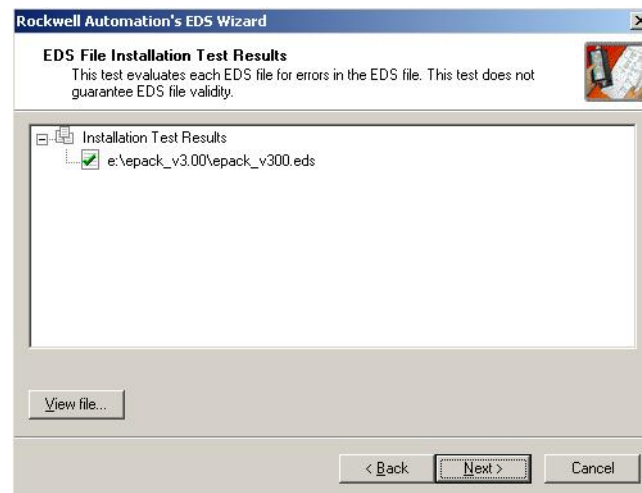 Rockwell Automation's EDS Wizard
EDS File Installation Test Results
This test evaluates each EDS file for errors in the EDS file. This test does not
guarantee EDS file validity.
Installation Test Results
e:\epack_v3.00\epack_v300.eds
View file...
< Back
Next >
Cancel